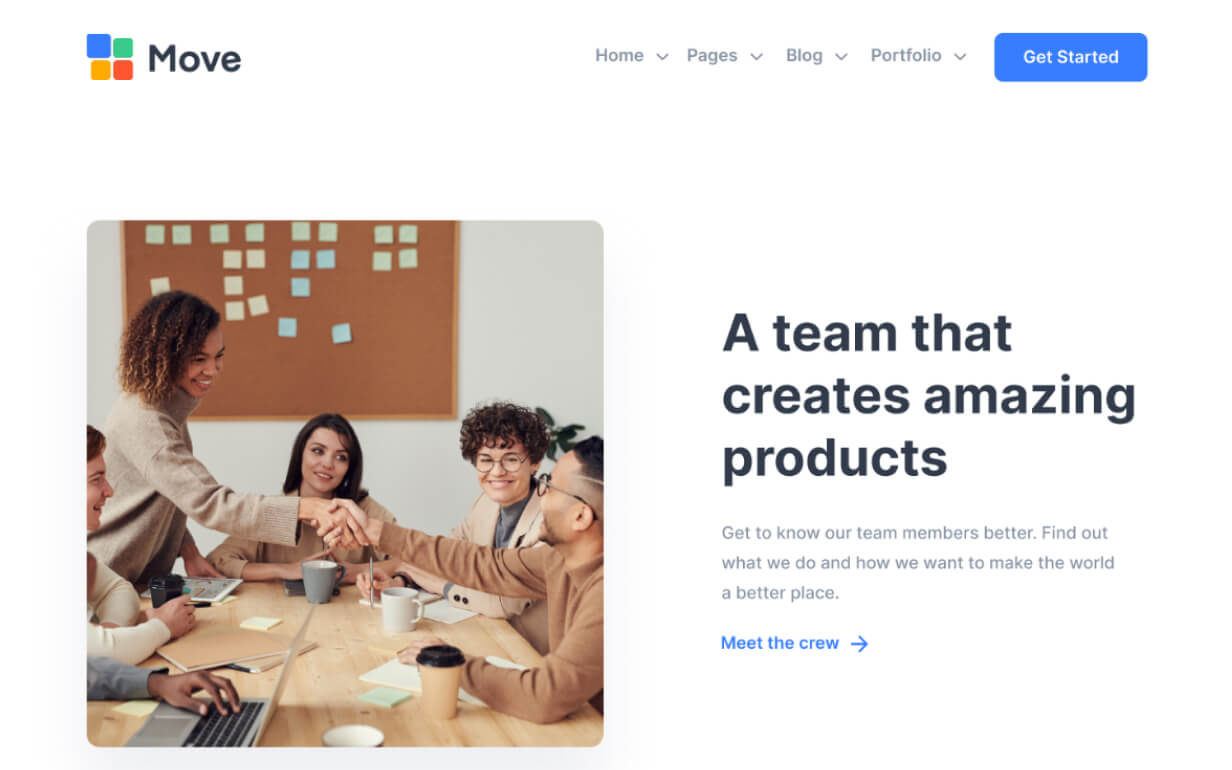 Move
Home Pages Blog Portfolio Get Started
A team that
creates amazing
products
Get to know our team members better. Find out
what we do and how we want to make the world
a better place.
Meet the crew